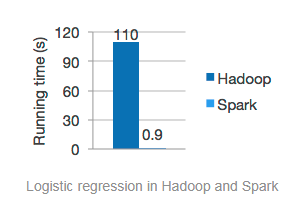 Running time (s)
120
90
60
30
0
110
0.9
Hadoop
Spark
Logistic regression in Hadoop and Spark